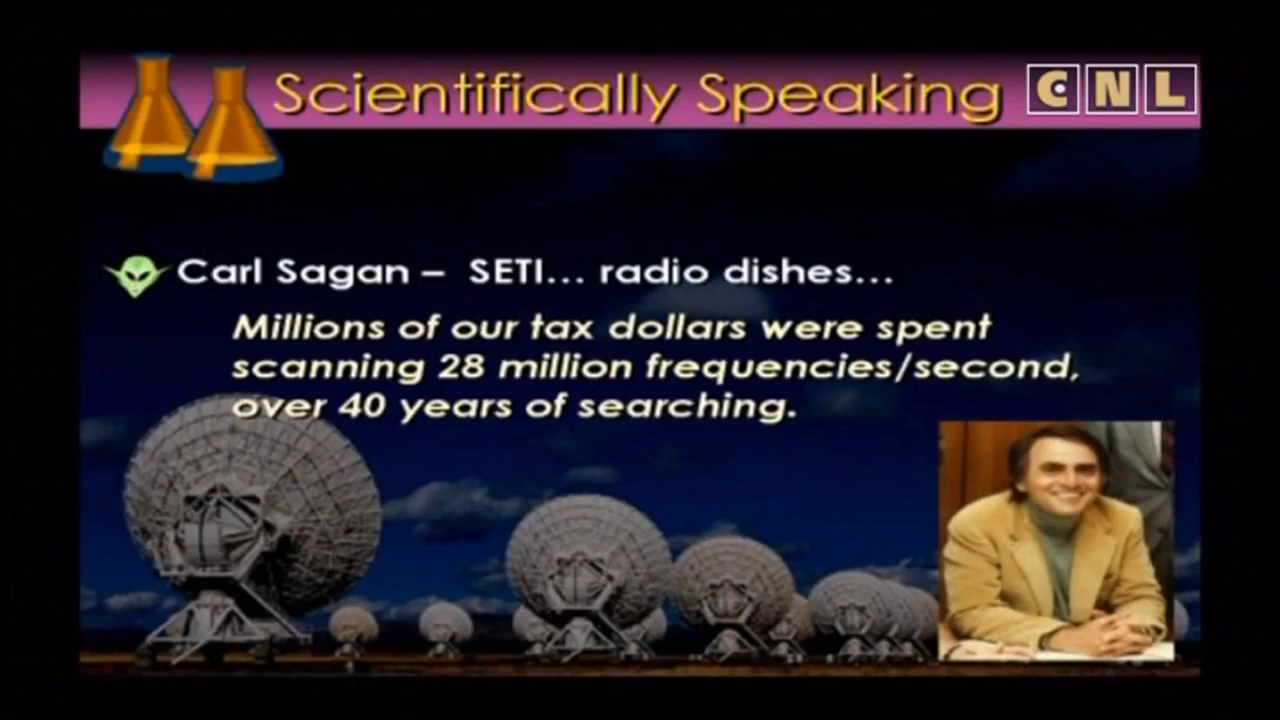 Scientifically Speaking
CNL
Carl Sagan – SETI... radio dishes...
Millions of our tax dollars were spent
scanning 28 million frequencies/second,
over 40 years of searching.